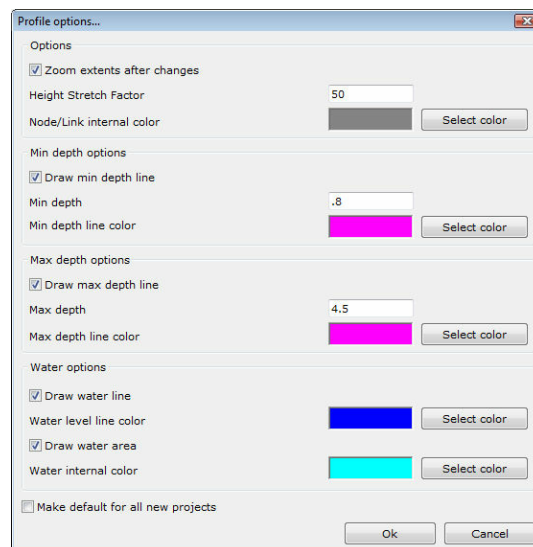 Profile options...
Options
Zoom extents after changes
Height Stretch Factor 50
Node/Link internal color Select color
Min depth options
Draw min depth line
Min depth .8
Min depth line color Select color
Max depth options
Draw max depth line
Max depth 4.5
Max depth line color Select color
Water options
Draw water line
Water level line color Select color
Draw water area
Water internal color Select color
Make default for all new projects
Ok Cancel